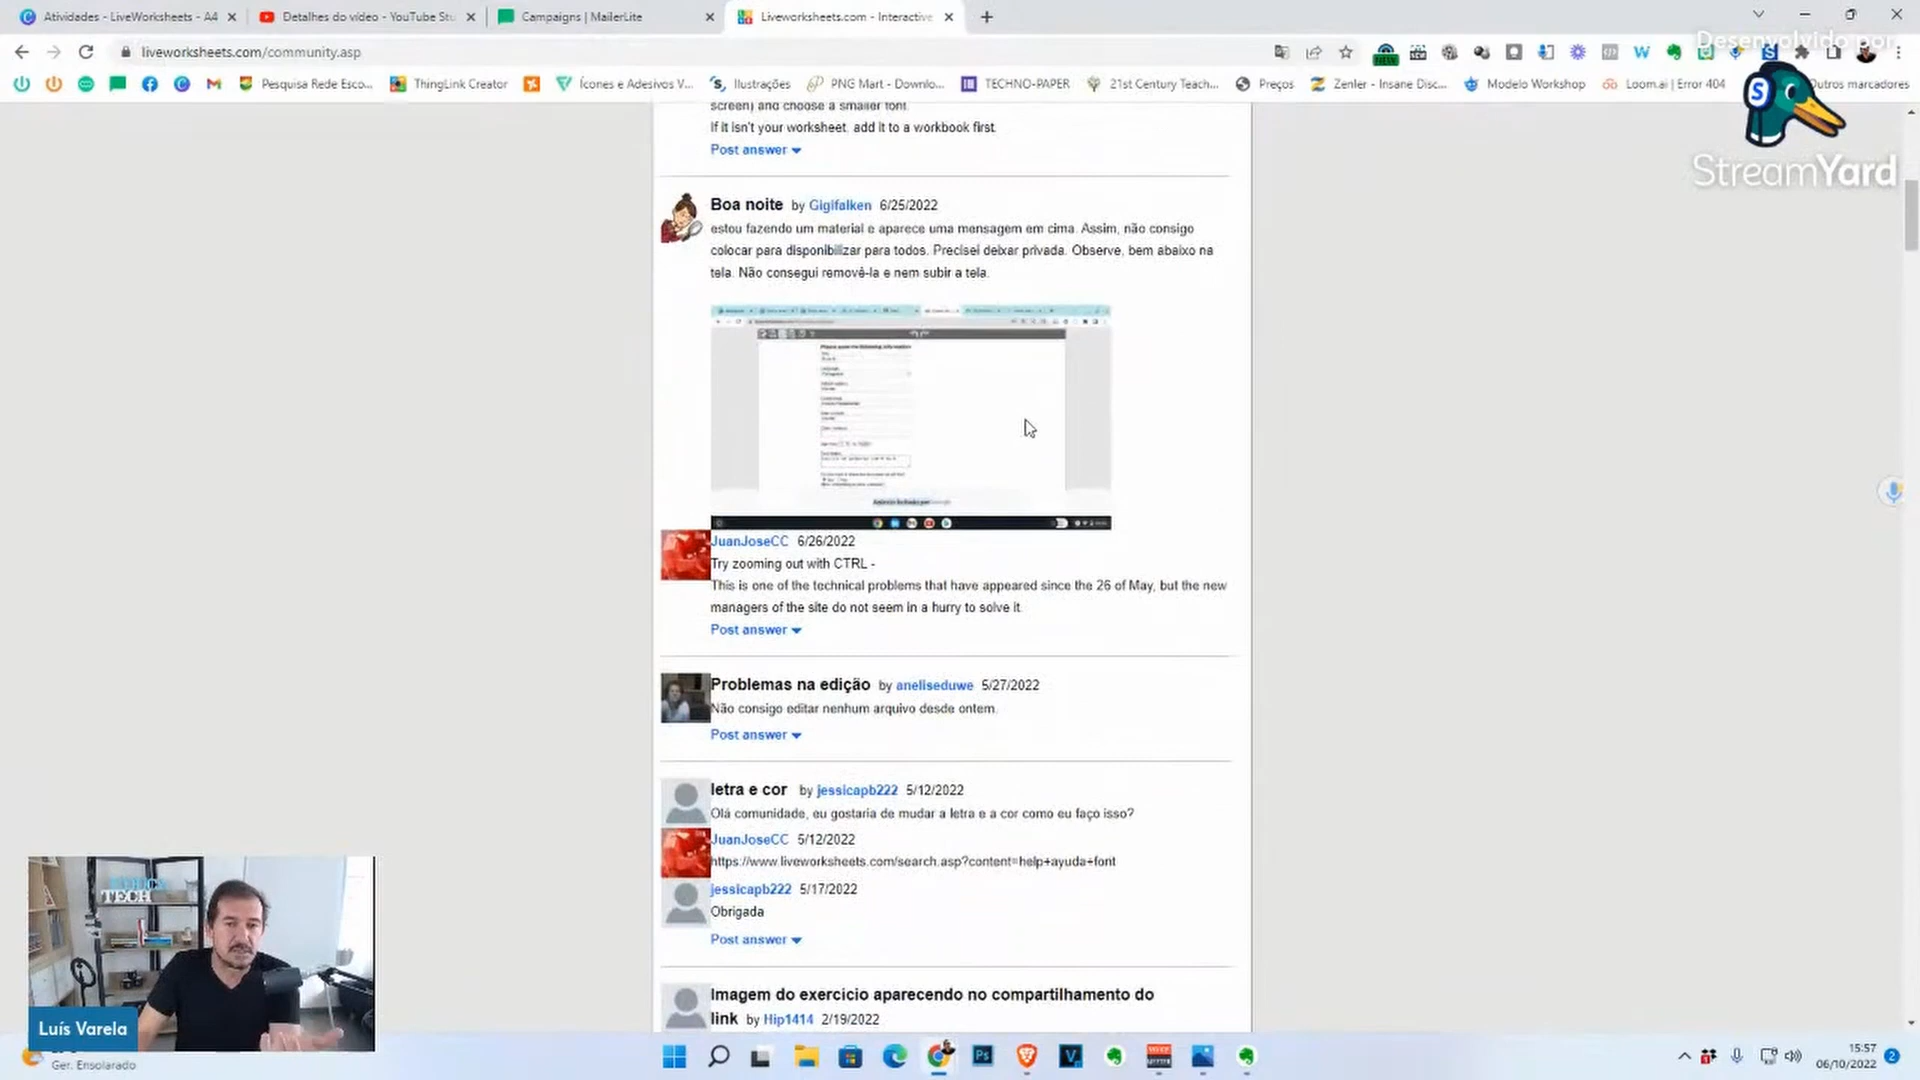 Atividades - LiveWorksheets - A4
Detalhes do vídeo - YouTube Stu
Campaigns | MailerLite
Liveworksheets.com - Interactive
liveworksheets.com/community.asp
Desenvolvido por
Pesquisa Rede Esco...
ThingLink Creator
Ícones e Adesivos V...
Ilustrações
PNG Mart - Downlo...
TECHNO-PAPER
21st Century Teach...
Preços
Zenler - Insane Disc...
Modelo Workshop
Loom.ai | Error 404
Outros marcadores
StreamYard
screen) and choose a smaller font.
If it isn't your worksheet, add it to a workbook first.
Post answer
Boa noite by Gigifalken 6/25/2022
estou fazendo um material e aparece uma mensagem em cima. Assim, não consigo
colocar para disponibilizar para todos. Precisei deixar privada. Observe, bem abaixo na
tela. Não consegui removê-la e nem subir a tela.
JuanJoseCC 6/26/2022
Try zooming out with CTRL -
This is one of the technical problems that have appeared since the 26 of May, but the new
managers of the site do not seem in a hurry to solve it.
Post answer
Problemas na edição by aneliseduwe 5/27/2022
Não consigo editar nenhum arquivo desde ontem.
Post answer
letra e cor by jessicapb222 5/12/2022
Olá comunidade, eu gostaria de mudar a letra e a cor como eu faço isso?
JuanJoseCC 5/12/2022
https://www.liveworksheets.com/search.asp?content=help+ayuda+font
jessicapb222 5/17/2022
Obrigada
Post answer
Imagem do exercicio aparecendo no compartilhamento do
link by Hip1414 2/19/2022
TECH
Luís Varela
Ger. Ensolarado
15:57
06/10/2022
2